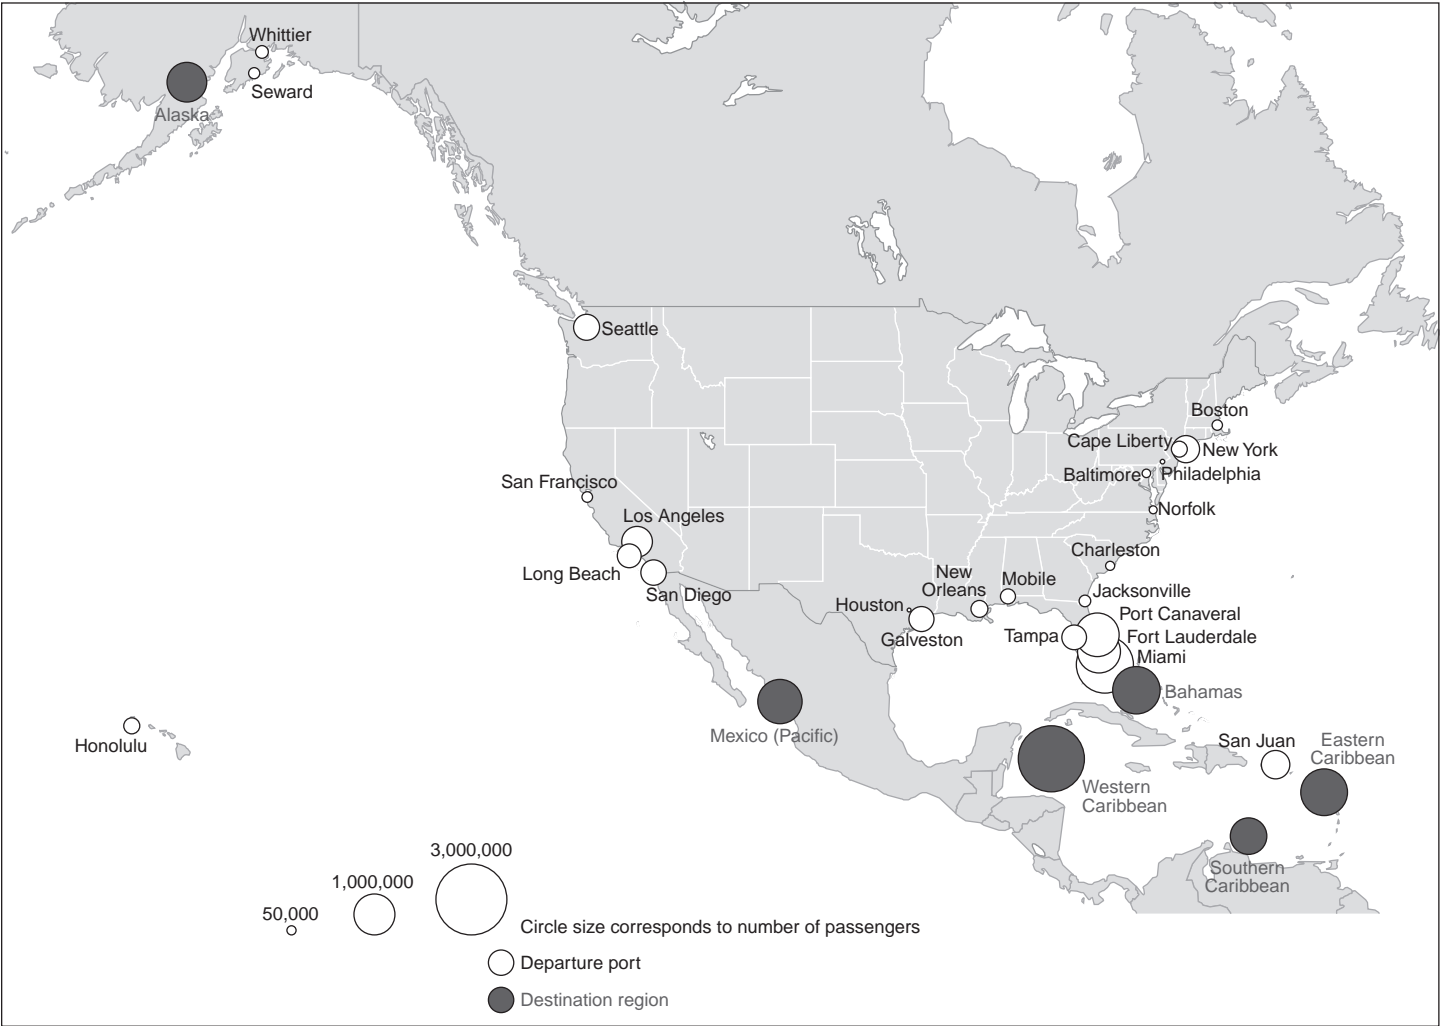 Whittier
Seward
Alaska
Seattle
Boston
Cape Liberty
New York
Baltimore
Philadelphia
San Francisco
Norfolk
Los Angeles
Charleston
Long Beach
New
Orleans
Mobile
San Diego
Jacksonville
Houston
Port Canaveral
Galveston
Tampa
Fort Lauderdale
Miami
Bahamas
Mexico (Pacific)
Honolulu
San Juan
Eastern
Caribbean
Western
Caribbean
Southern
Caribbean
3,000,000
1,000,000
50,000
Circle size corresponds to number of passengers
Departure port
Destination region